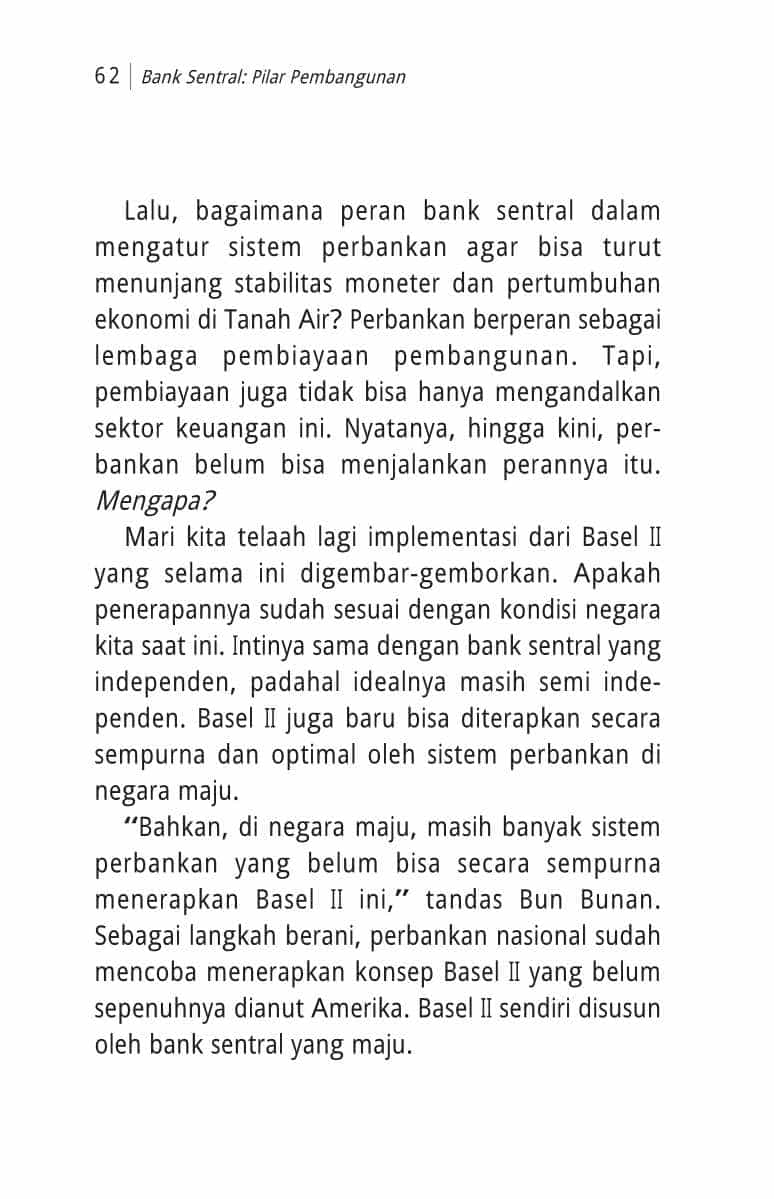 62 | Bank Sentral: Pilar Pembangunan
Lalu, bagaimana peran bank sentral dalam
mengatur sistem perbankan agar bisa turut
menunjang stabilitas moneter dan pertumbuhan
ekonomi di Tanah Air? Perbankan berperan sebagai
lembaga pembiayaan pembangunan. Tapi,
pembiayaan juga tidak bisa hanya mengandalkan
sektor keuangan ini. Nyatanya, hingga kini, per-
bankan belum bisa menjalankan perannya itu.
Mengapa?
Mari kita telaah lagi implementasi dari Basel II
yang selama ini digembar-gemborkan. Apakah
penerapannya sudah sesuai dengan kondisi negara
kita saat ini. Intinya sama dengan bank sentral yang
independen, padahal idealnya masih semi inde-
penden. Basel II juga baru bisa diterapkan secara
sempurna dan optimal oleh sistem perbankan di
negara maju.
“Bahkan, di negara maju, masih banyak sistem
perbankan yang belum bisa secara sempurna
menerapkan Basel II ini,” tandas Bun Bunan.
Sebagai langkah berani, perbankan nasional sudah
mencoba menerapkan konsep Basel II yang belum
sepenuhnya dianut Amerika. Basel II sendiri disusun
oleh bank sentral yang maju.